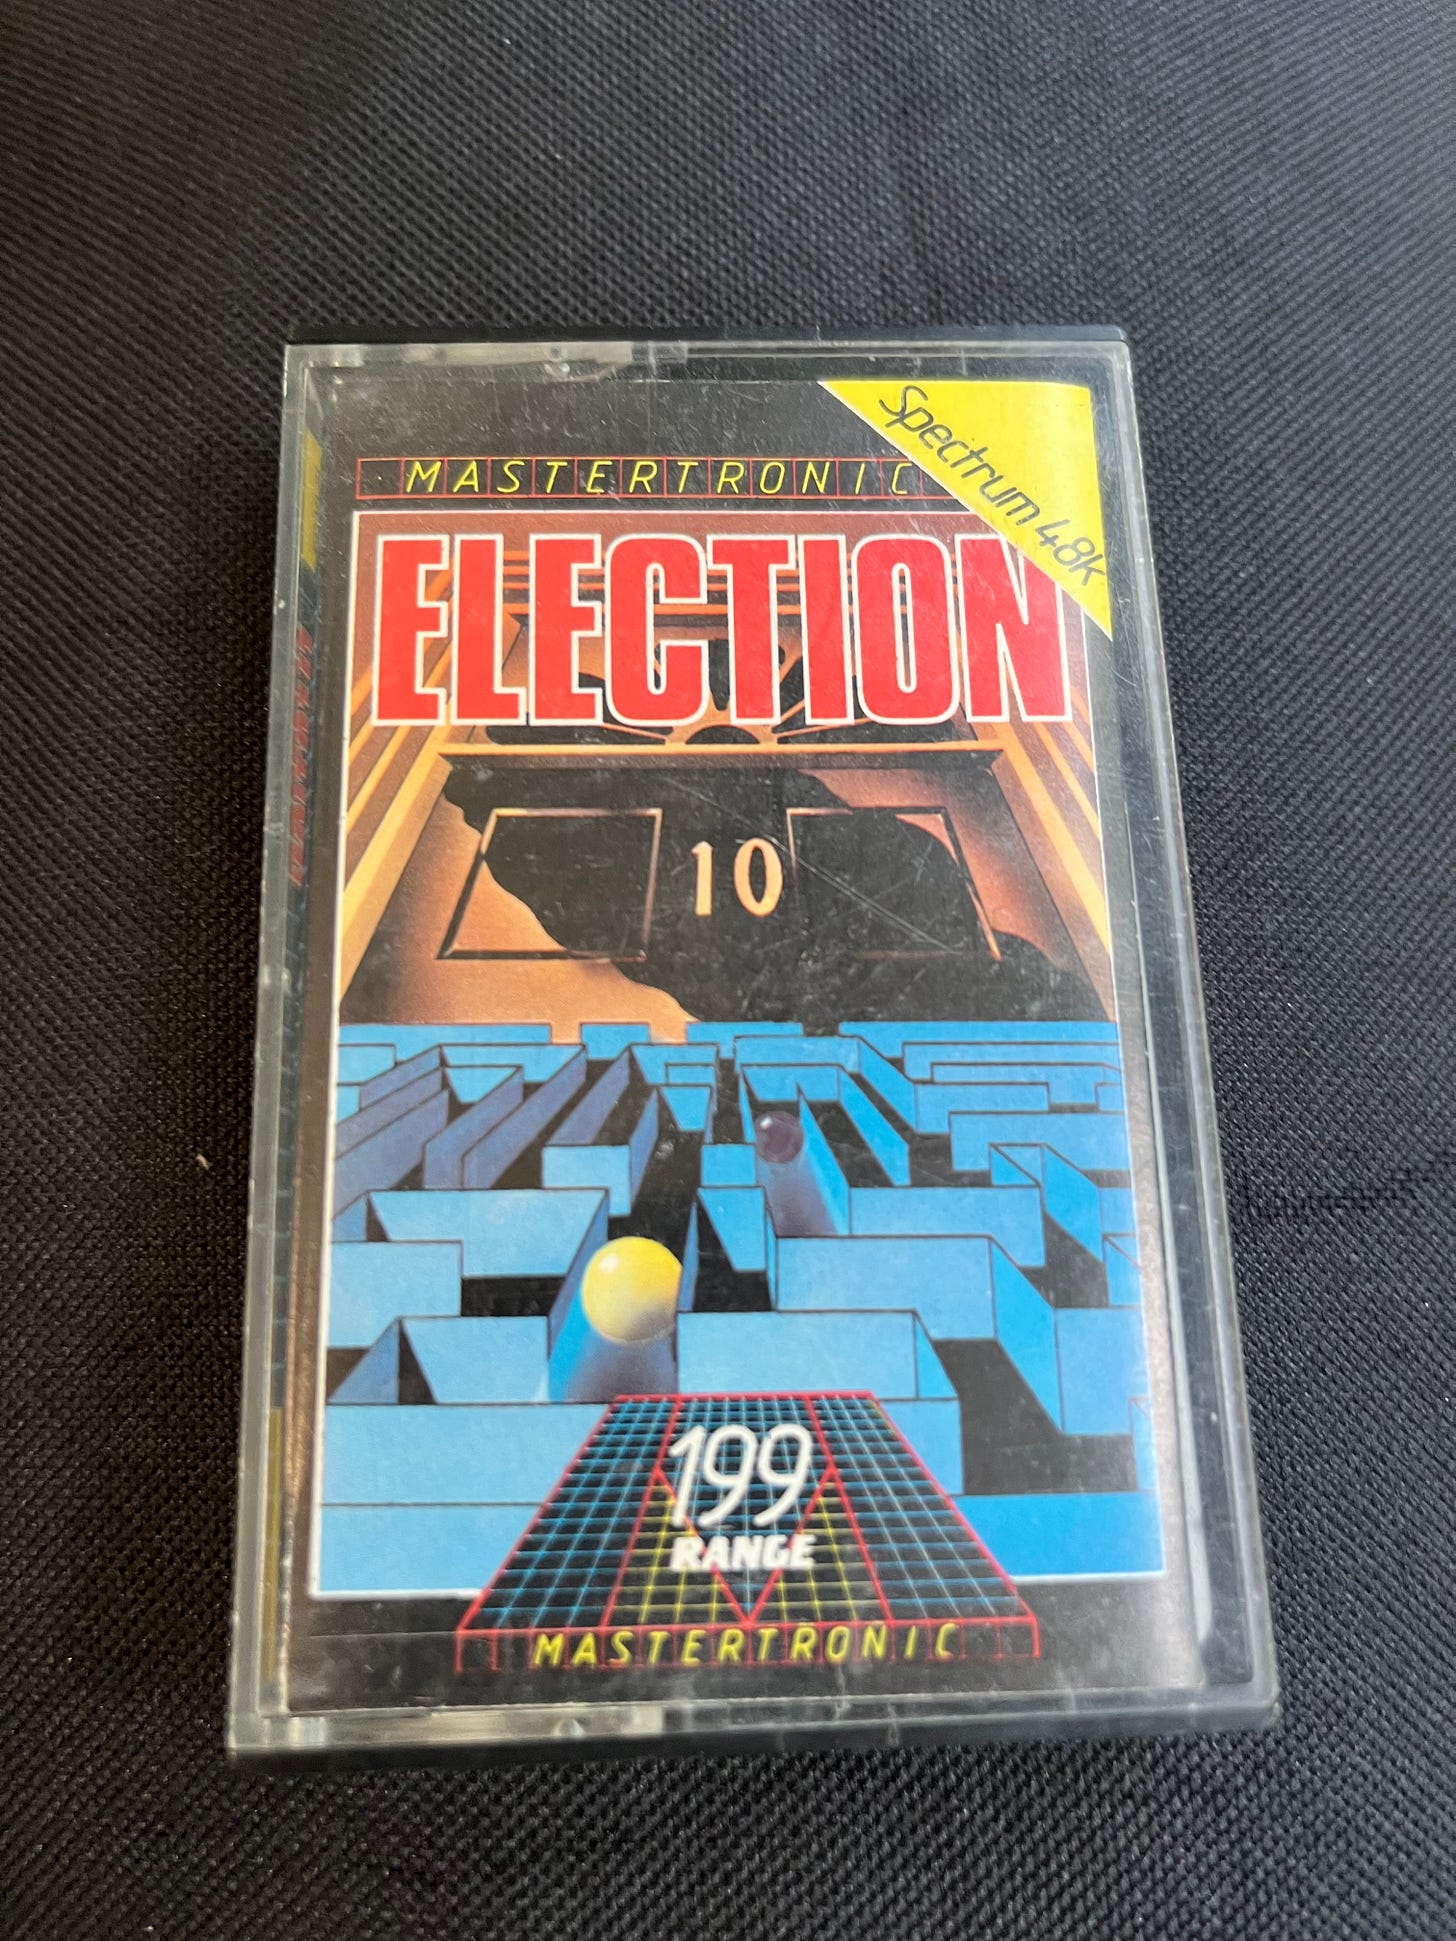 MASTERTRONIC
Spectrum 48K
ELECTION
10
199
RANGE
MASTERTRONIC